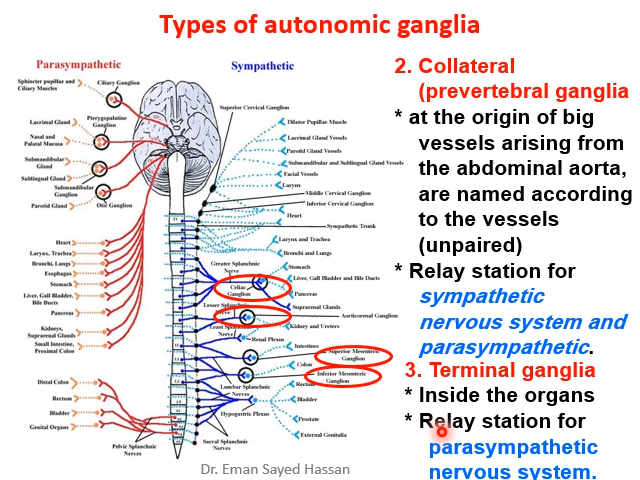 Types of autonomic ganglia
Parasympathetic
Sphincter pupillae and
Ciliary Muscles
Ciliary Ganglion
Lacrimal Gland
Pterygopalatine
Ganglion
Nasal and
Palatal Mucosa
Submandibular
Gland
Sublingual Gland
Submandibular
Ganglion
Parotid Gland
Otic Ganglion
Heart
Larynx, Trachea
Bronchi, Lungs
Esophagus
Stomach
Liver, Gall Bladder,
Bile Ducts
Pancreas
Kidneys,
Suprarenal Glands
Small Intestine,
Proximal Colon
Distal Colon
Rectum
Bladder
Genital Organs
Pelvic Splanchnic
Nerves
Sympathetic
Superior Cervical Ganglion
Dilator Pupillae Muscle
Lacrimal Gland Vessels
Parotid Gland Vessels
Submandibular and Sublingual Gland Vessels
Facial Vessels
Larynx
Middle Cervical Ganglion
Inferior Cervical Ganglion
Heart
Sympathetic Trunk
Larynx and Trachea
Bronchi and Lungs
Greater Splanchnic
Nerve
Stomach
Liver, Gall Bladder and Bile Ducts
Celiac
Ganglion
Pancreas
Suprarenal Glands
Lesser Splanchnic
Nerve
Aorticorenal Ganglion
Least Splanchnic
Nerve
Kidney and Ureters
Renal Plexus
Intestines
Superior Mesenteric
Ganglion
Colon
Inferior Mesenteric
Ganglion
Lumbar Splanchnic
Nerves
Rectum
Bladder
Hypogastric Plexus
Prostate
External Genitalia
Sacral Splanchnic
Nerves
2. Collateral
(prevertebral ganglia
* at the origin of big
vessels arising from
the abdominal aorta,
are named according
to the vessels
(unpaired)
* Relay station for
sympathetic
nervous system and
parasympathetic.
3. Terminal ganglia
* Inside the organs
* Relay station for
parasympathetic
nervous system.
Dr. Eman Sayed Hassan